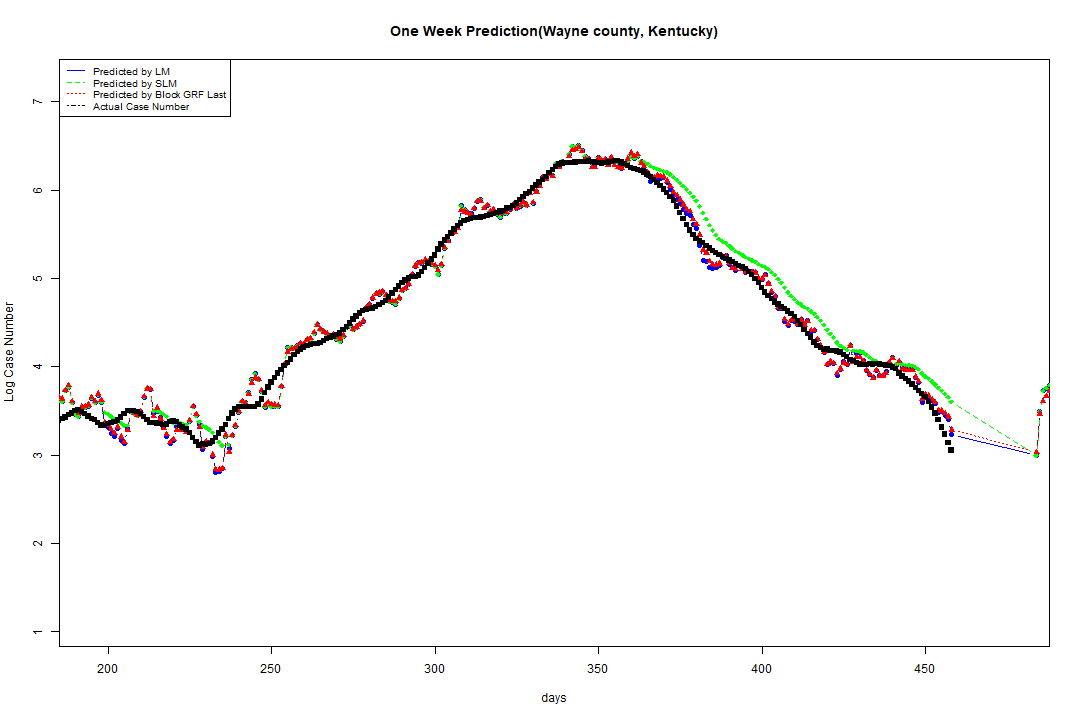 One Week Prediction(Wayne county, Kentucky)
Predicted by LM
Predicted by SLM
Predicted by Block GRF Last
Actual Case Number
7
6
5
4
3
2
1
Log Case Number
200 250 300 350 400 450
days